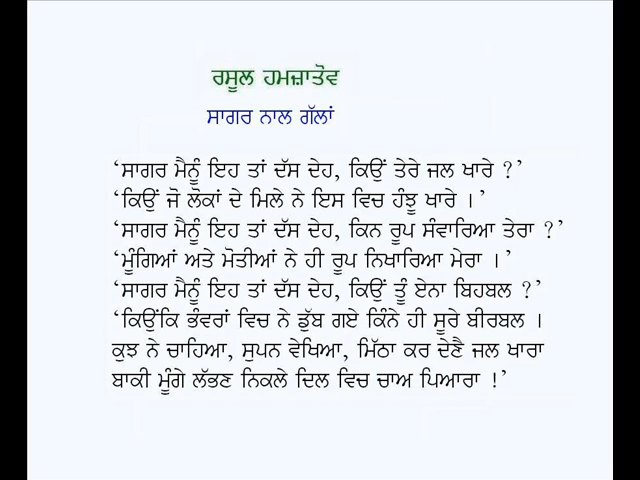 ਰਸੂਲ ਹਮਜ਼ਾਤੋਵ
ਸਾਗਰ ਨਾਲ ਗੱਲਾਂ
‘ਸਾਗਰ ਮੈਨੂੰ ਇਹ ਤਾਂ ਦੱਸ ਦੇਹ, ਕਿਉਂ ਤੇਰੇ ਜਲ ਖਾਰੇ ?’
‘ਕਿਉਂ ਜੋ ਲੋਕਾਂ ਦੇ ਮਿਲੇ ਨੇ ਇਸ ਵਿਚ ਹੰਝੂ ਖਾਰੇ ।’
‘ਸਾਗਰ ਮੈਨੂੰ ਇਹ ਤਾਂ ਦੱਸ ਦੇਹ, ਕਿਨ ਰੂਪ ਸੰਵਾਰਿਆ ਤੇਰਾ ?’
‘ਮੂੰਗਿਆਂ ਅਤੇ ਮੋਤੀਆਂ ਨੇ ਹੀ ਰੂਪ ਨਿਖਾਰਿਆ ਮੇਰਾ ।’
‘ਸਾਗਰ ਮੈਨੂੰ ਇਹ ਤਾਂ ਦੱਸ ਦੇਹ, ਕਿਉਂ ਤੂੰ ਏਨਾ ਬਿਹਬਲ ?’
‘ਕਿਉਂਕਿ ਭੰਵਰਾਂ ਵਿਚ ਨੇ ਡੁੱਬ ਗਏ ਕਿੰਨੇ ਹੀ ਸੂਰੇ ਬੀਰਬਲ ।
ਕੁਝ ਨੇ ਚਾਹਿਆ, ਸੁਪਨ ਵੇਖਿਆ, ਮਿੱਠਾ ਕਰ ਦੇਣੈ ਜਲ ਖਾਰਾ
ਬਾਕੀ ਮੂੰਗੇ ਲੱਭਣ ਨਿਕਲੇ ਦਿਲ ਵਿਚ ਚਾਅ ਪਿਆਰਾ !’